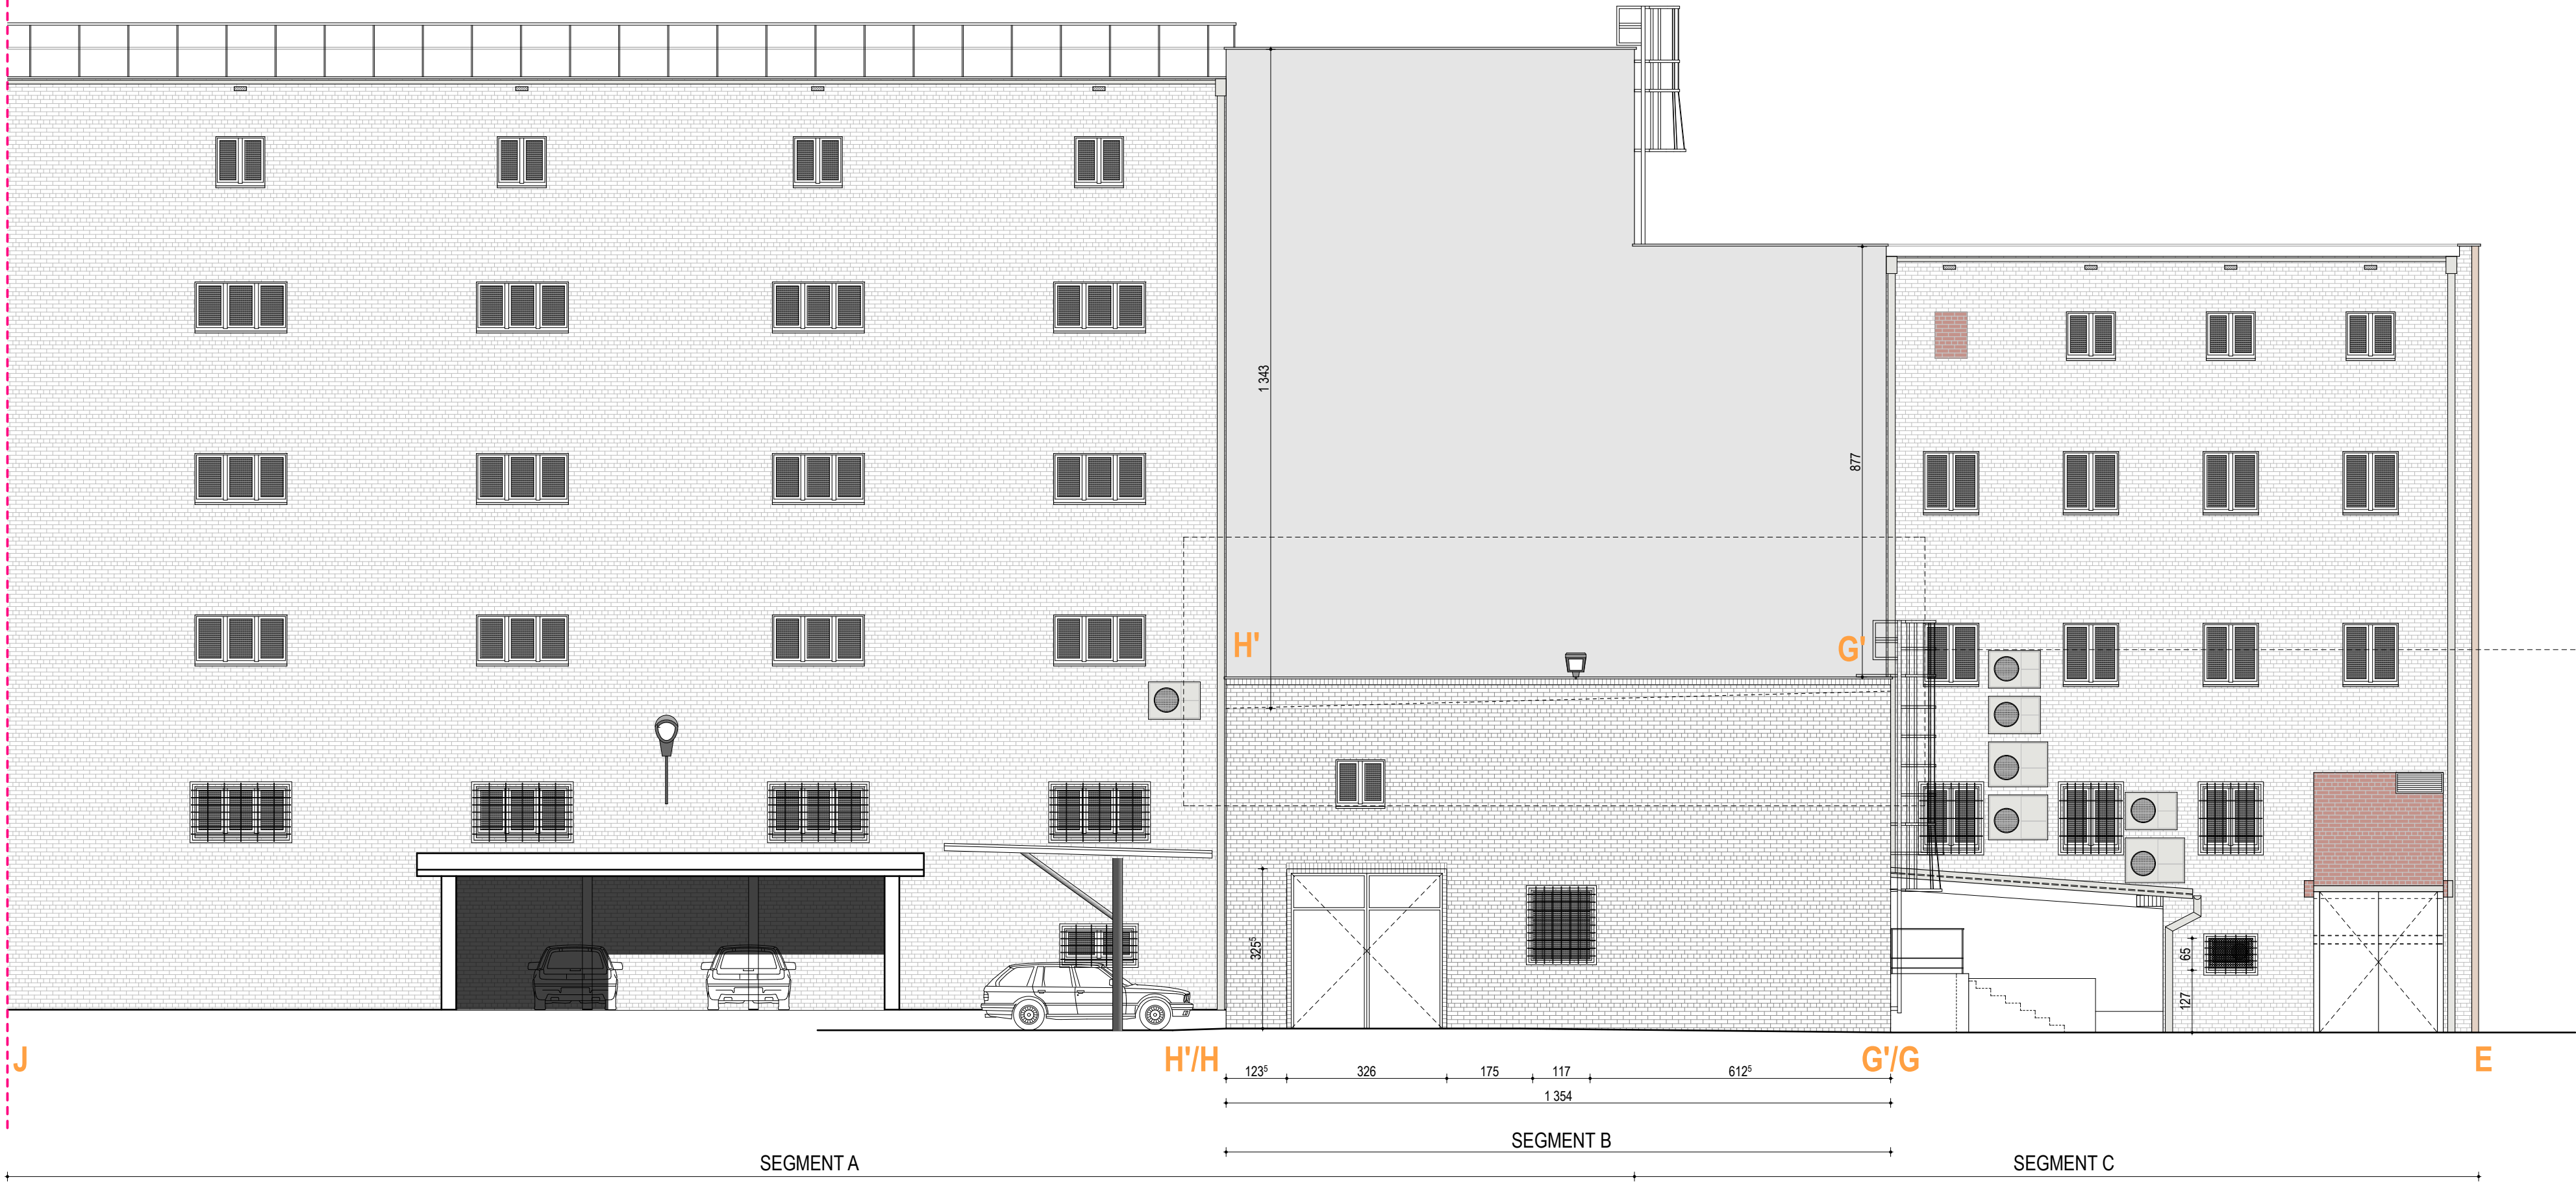 1 343
877
H'
G'
325⁵
65
127
J
H'/H
G'/G
E
123⁵
326
175
117
612⁵
1 354
SEGMENT B
SEGMENT A
SEGMENT C